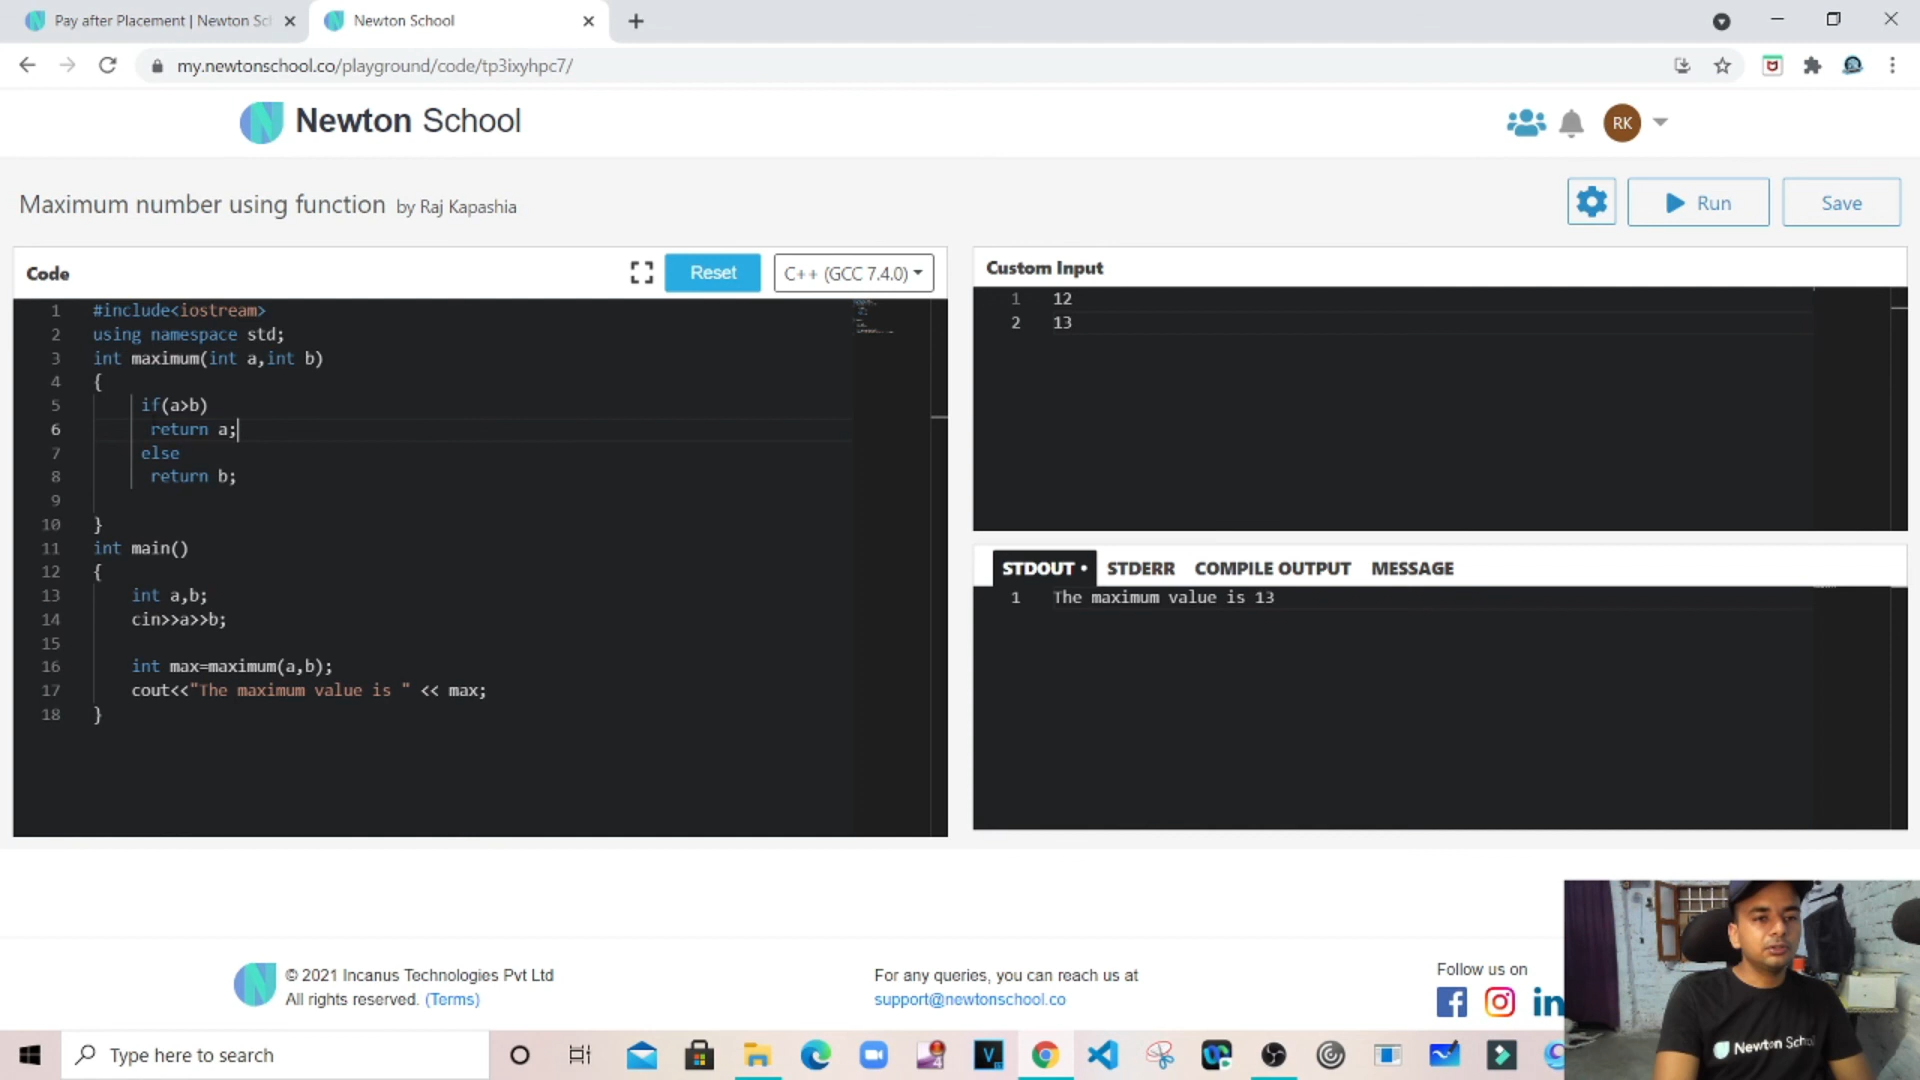 Pay after Placement | Newton Sc
Newton School
my.newtonschool.co/playground/code/tp3ixyhpc7/
Newton School
RK
Maximum number using function by Raj Kapashia
Run
Save
Code
Reset
C++ (GCC 7.4.0)
1 #include<iostream>
2 using namespace std;
3 int maximum(int a,int b)
4 {
5 if(a>b)
6 return a;
7 else
8 return b;
9
10 }
11 int main()
12 {
13 int a,b;
14 cin>>a>>b;
15
16 int max=maximum(a,b);
17 cout<<"The maximum value is " << max;
18 }
Custom Input
1 12
2 13
STDOUT • STDERR COMPILE OUTPUT MESSAGE
1 The maximum value is 13
© 2021 Incanus Technologies Pvt Ltd
All rights reserved. (Terms)
For any queries, you can reach us at
support@newtonschool.co
Follow us on
Newton School
Type here to search